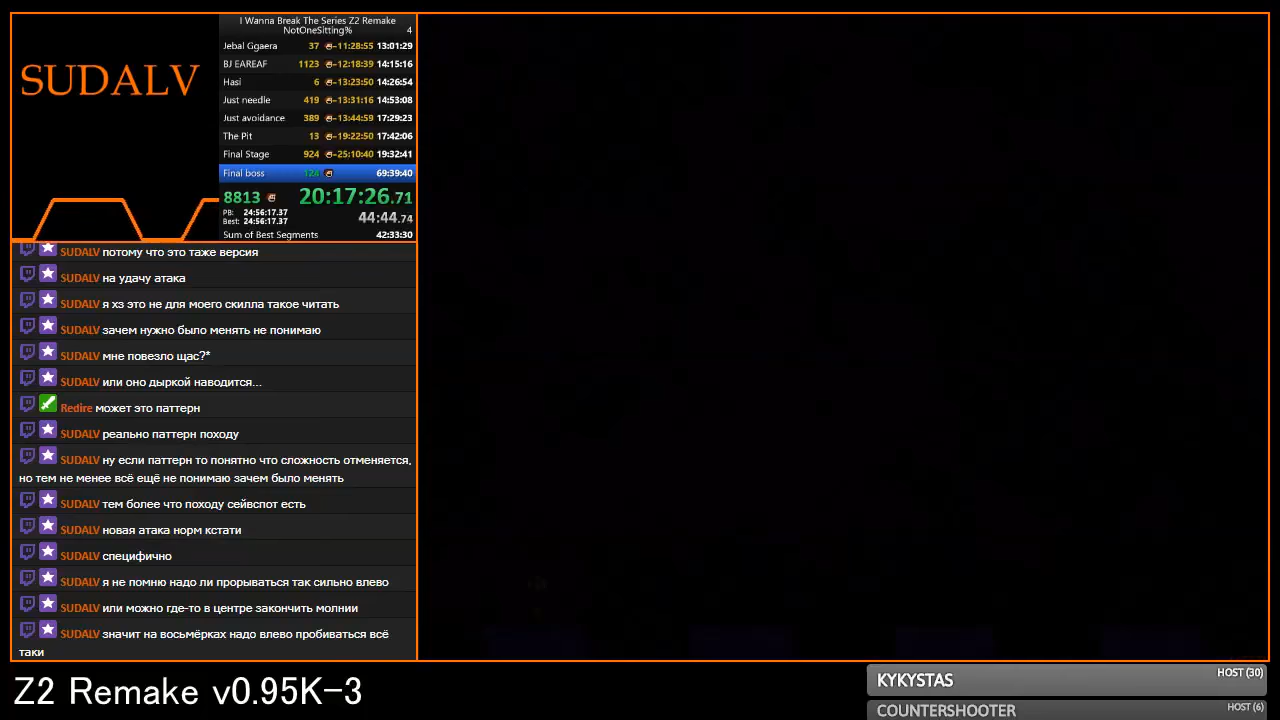 SUDALV
I Wanna Break The Series Z2 Remake
NotOneSitting% 4
Jebal Ggaera 37 -11:28:55 13:01:29
BJ EAREAF 1123 -12:18:39 14:15:16
Hasi 6 -13:23:50 14:26:54
Just needle 419 -13:31:16 14:53:08
Just avoidance 389 -13:44:59 17:29:23
The Pit 13 -19:22:50 17:42:06
Final Stage 924 -25:10:40 19:32:41
Final boss 124 69:39:40
8813 20:17:26.71
PB: 24:56:17.37
Best: 24:56:17.37
44:44.74
Sum of Best Segments 42:33:30
SUDALV потому что это таже версия
SUDALV на удачу атака
SUDALV я хз это не для моего скилла такое читать
SUDALV зачем нужно было менять не понимаю
SUDALV мне повезло щас?*
SUDALV или оно дыркой наводится...
Redire может это паттерн
SUDALV реально паттерн походу
SUDALV ну если паттерн то понятно что сложность отменяется,
но тем не менее всё ещё не понимаю зачем было менять
SUDALV тем более что походу сейвспот есть
SUDALV новая атака норм кстати
SUDALV специфично
SUDALV я не помню надо ли прорываться так сильно влево
SUDALV или можно где-то в центре закончить молнии
SUDALV значит на восьмёрках надо влево пробиваться всё
таки
Z2 Remake v0.95K-3
KYKYSTAS HOST (30)
COUNTERSHOOTER HOST (6)